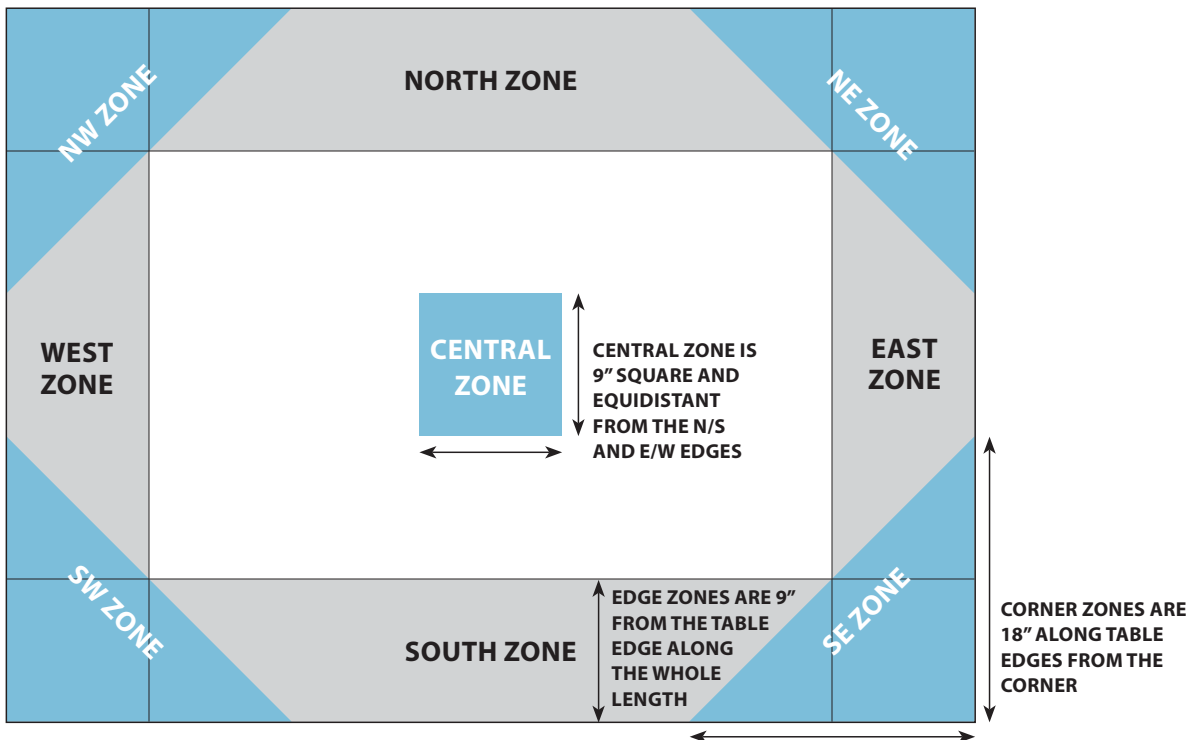 NORTH ZONE
NW ZONE
NE ZONE
WEST
ZONE
CENTRAL
ZONE
CENTRAL ZONE IS
9” SQUARE AND
EQUIDISTANT
FROM THE N/S
AND E/W EDGES
EAST
ZONE
SW ZONE
SOUTH ZONE
EDGE ZONES ARE 9”
FROM THE TABLE
EDGE ALONG
THE WHOLE
LENGTH
SE ZONE
CORNER ZONES ARE
18” ALONG TABLE
EDGES FROM THE
CORNER